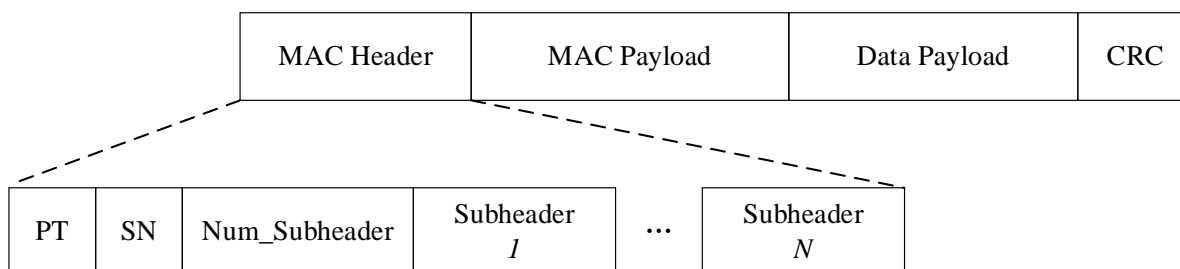 MAC Header MAC Payload Data Payload CRC
PT SN Num_Subheader Subheader 1 ... Subheader N